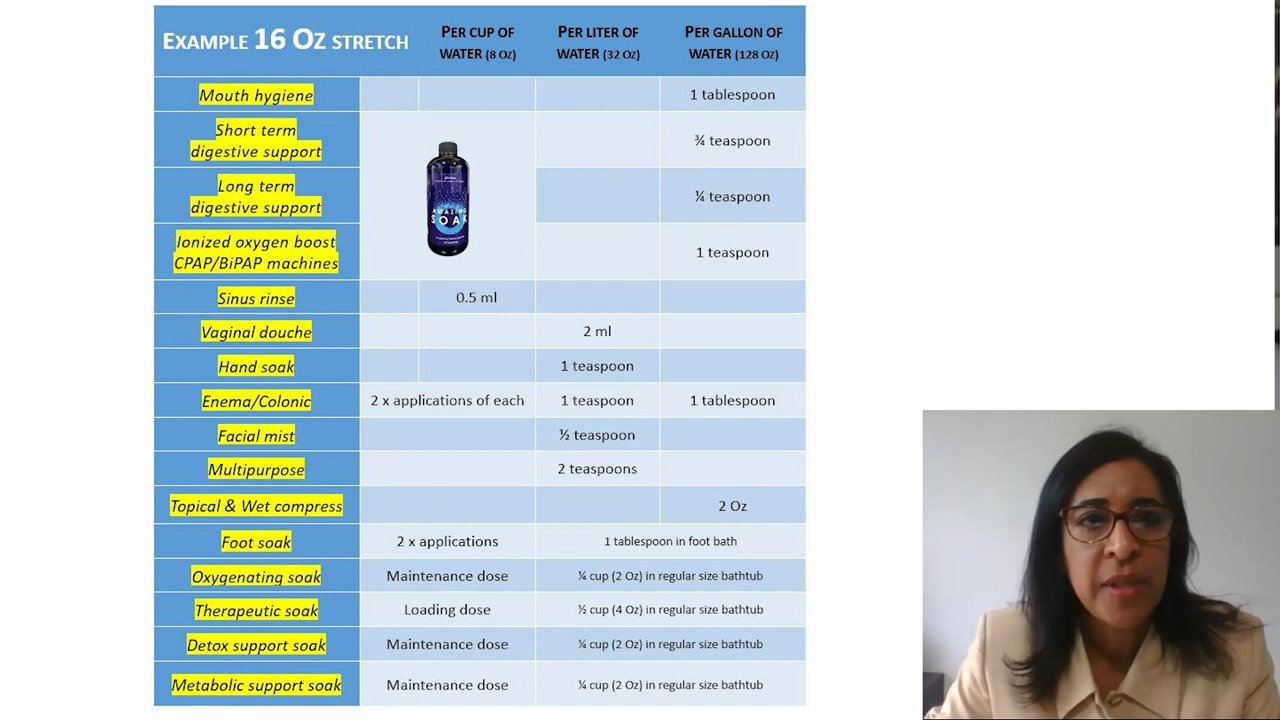 EXAMPLE 16 OZ STRETCH
PER CUP OF
WATER (8 OZ)
PER LITER OF
WATER (32 OZ)
PER GALLON OF
WATER (128 OZ)
Mouth hygiene
1 tablespoon
Short term
digestive support
¾ teaspoon
Long term
digestive support
¼ teaspoon
Ionized oxygen boost
CPAP/BiPAP machines
1 teaspoon
AMAZING
SOAK
Sinus rinse
0.5 ml
Vaginal douche
2 ml
Hand soak
1 teaspoon
Enema/Colonic
2 x applications of each
1 teaspoon
1 tablespoon
Facial mist
½ teaspoon
Multipurpose
2 teaspoons
Topical & Wet compress
2 Oz
Foot soak
2 x applications
1 tablespoon in foot bath
Oxygenating soak
Maintenance dose
¼ cup (2 Oz) in regular size bathtub
Therapeutic soak
Loading dose
½ cup (4 Oz) in regular size bathtub
Detox support soak
Maintenance dose
¼ cup (2 Oz) in regular size bathtub
Metabolic support soak
Maintenance dose
¼ cup (2 Oz) in regular size bathtub